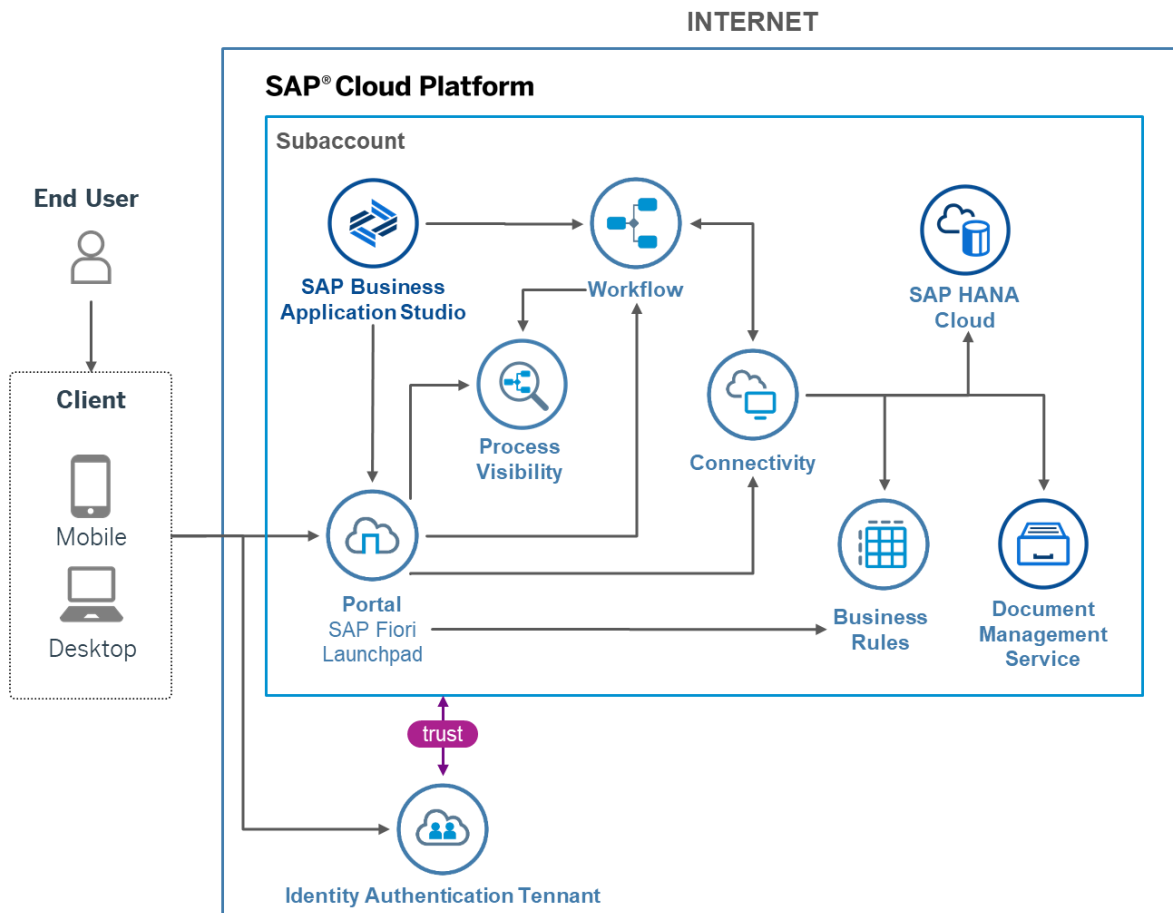 INTERNET
SAP® Cloud Platform
Subaccount
End User
SAP Business
Application Studio
Workflow
SAP HANA
Cloud
Client
Process
Visibility
Connectivity
Mobile
Desktop
Portal
SAP Fiori
Launchpad
Business
Rules
Document
Management
Service
trust
Identity Authentication Tennant